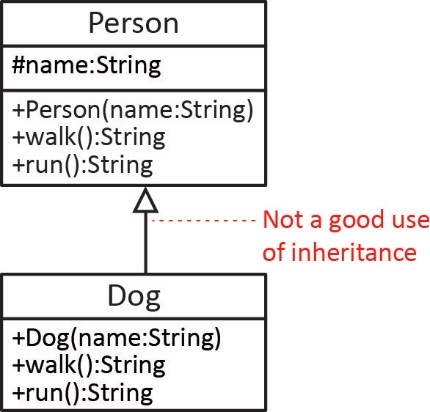 Person
#name:String
+Person(name:String)
+walk():String
+run():String
Not a good use
of inheritance
Dog
+Dog(name:String)
+walk():String
+run():String